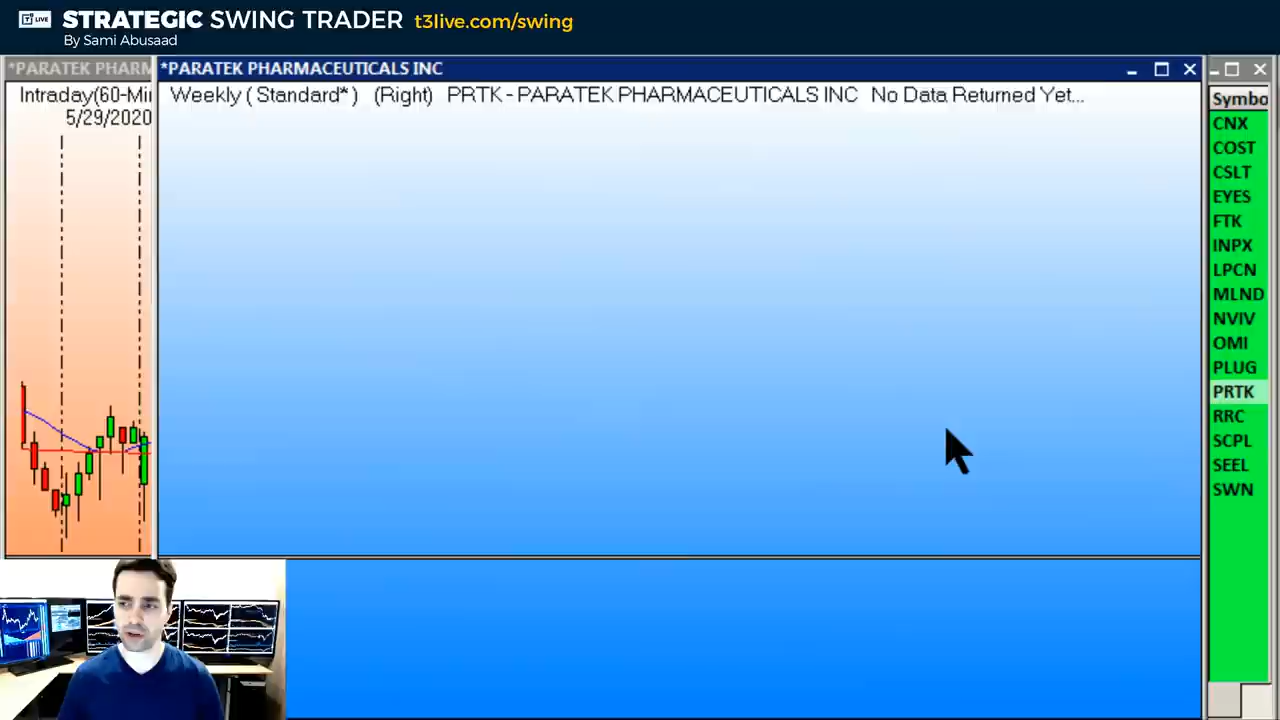 T3 LIVE STRATEGIC SWING TRADER t3live.com/swing
By Sami Abusaad
*PARATEK PHARM
Intraday(60-Mi
5/29/2020
*PARATEK PHARMACEUTICALS INC
Weekly ( Standard* ) (Right) PRTK - PARATEK PHARMACEUTICALS INC No Data Returned Yet...
Symbo
CNX
COST
CSLT
EYES
FTK
INPX
LPCN
MLND
NVIV
OMI
PLUG
PRTK
RRC
SCPL
SEEL
SWN